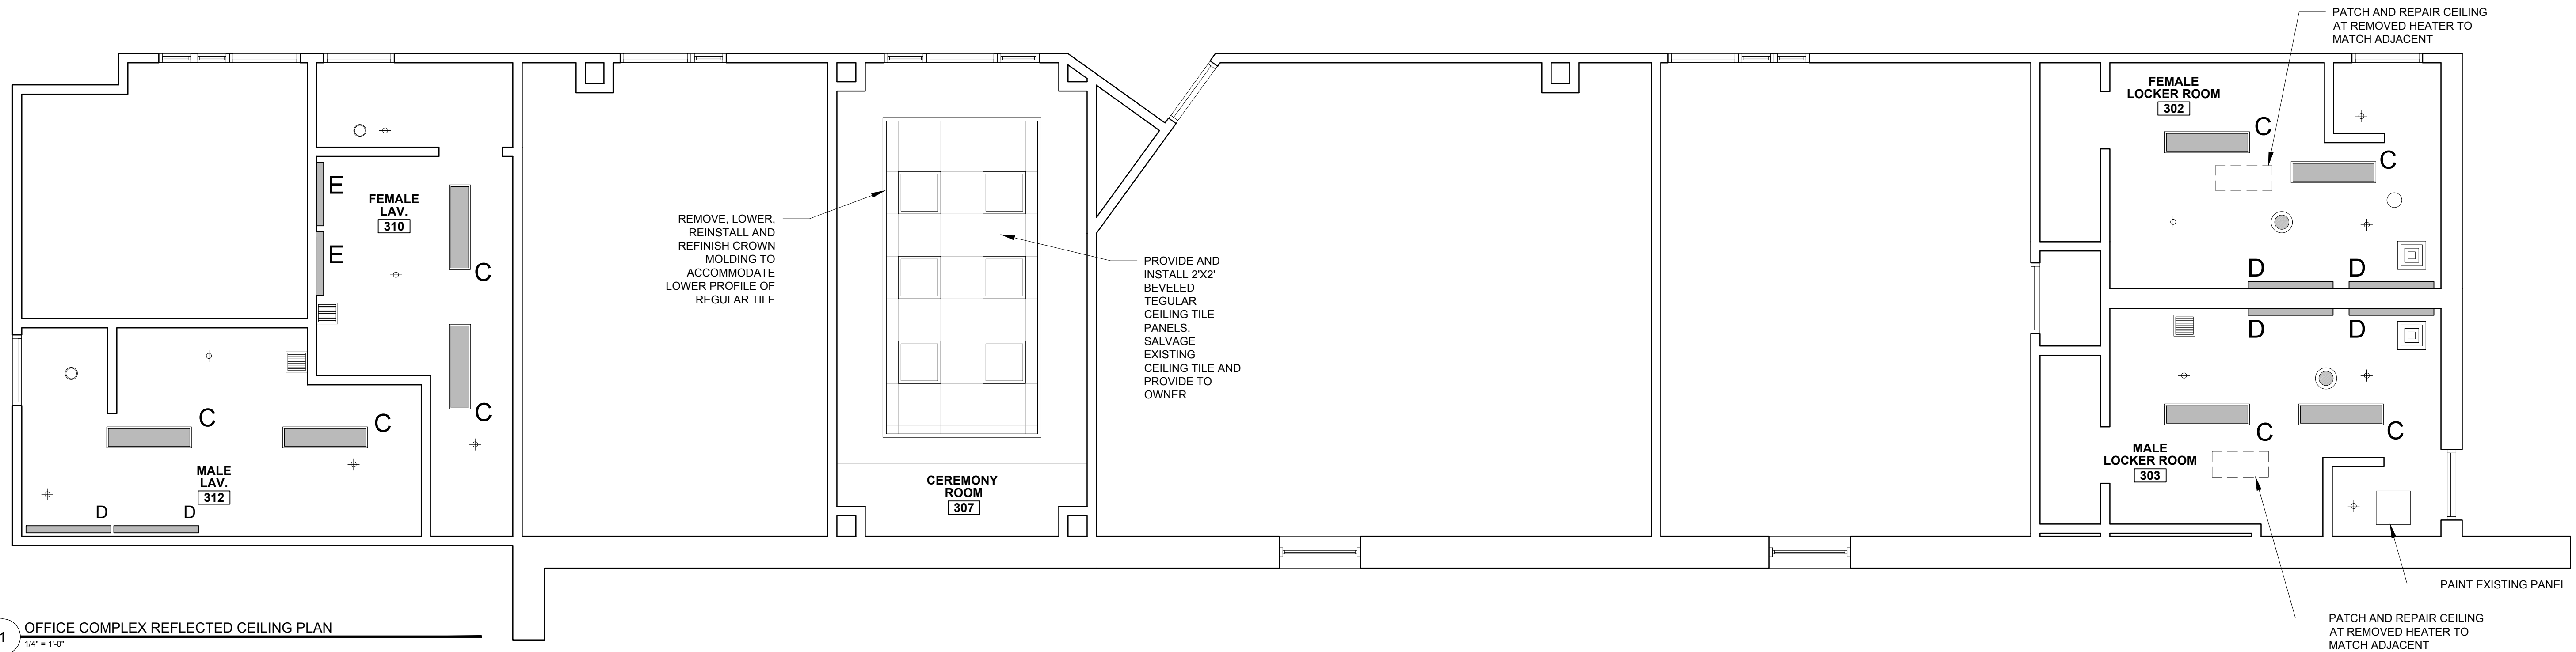 PATCH AND REPAIR CEILING
AT REMOVED HEATER TO
MATCH ADJACENT
FEMALE
LOCKER ROOM
302
C
C
D
D
E
E
FEMALE
LAV.
310
C
C
REMOVE, LOWER,
REINSTALL AND
REFINISH CROWN
MOLDING TO
ACCOMMODATE
LOWER PROFILE OF
REGULAR TILE
PROVIDE AND
INSTALL 2'X2'
BEVELED
TEGULAR
CEILING TILE
PANELS.
SALVAGE
EXISTING
CEILING TILE AND
PROVIDE TO
OWNER
D
D
C
C
MALE
LOCKER ROOM
303
C
C
MALE
LAV.
312
D
D
CEREMONY
ROOM
307
PAINT EXISTING PANEL
PATCH AND REPAIR CEILING
AT REMOVED HEATER TO
MATCH ADJACENT
1
OFFICE COMPLEX REFLECTED CEILING PLAN
1/4" = 1'-0"